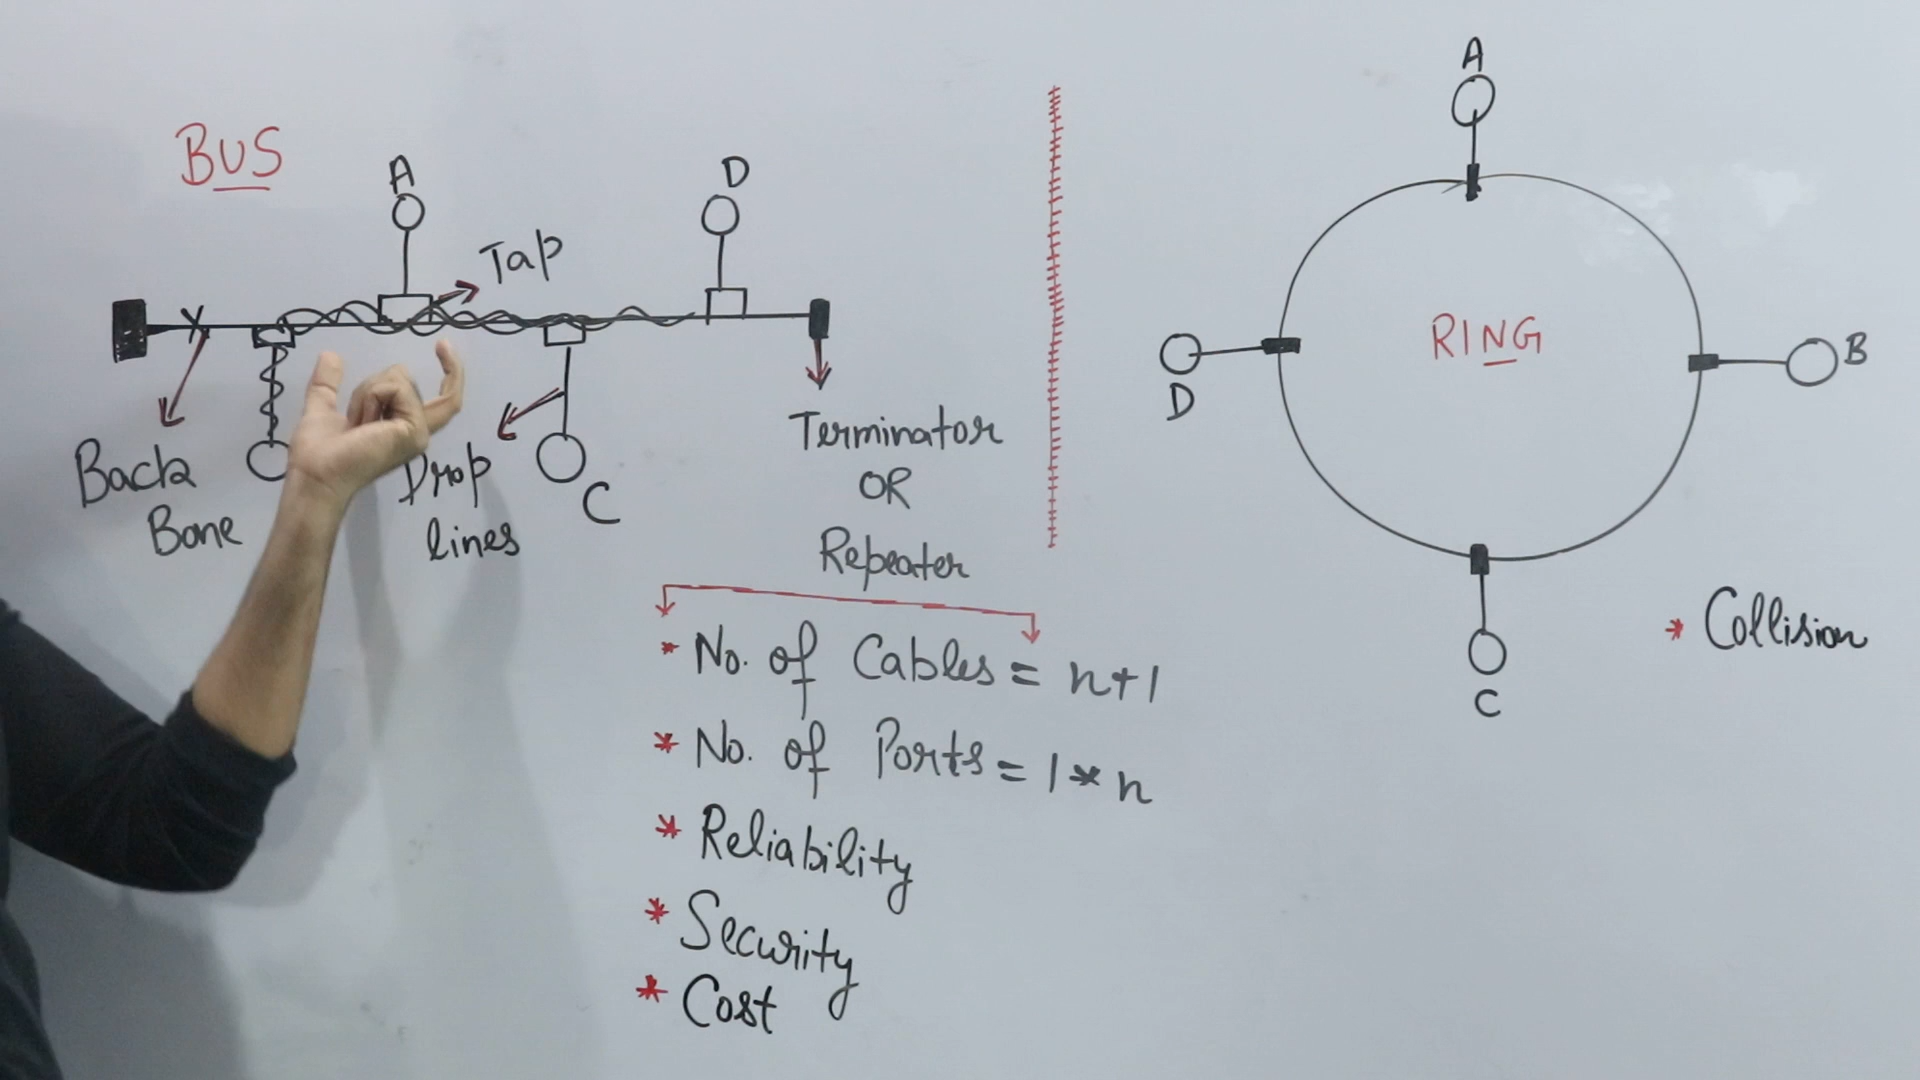 BUS
A
D
Tap
Back
Bone
Drop
lines
C
Terminator
OR
Repeater
* No. of Cables = n+1
* No. of Ports = 1*n
* Reliability
* Security
* Cost
A
RING
B
D
C
* Collision